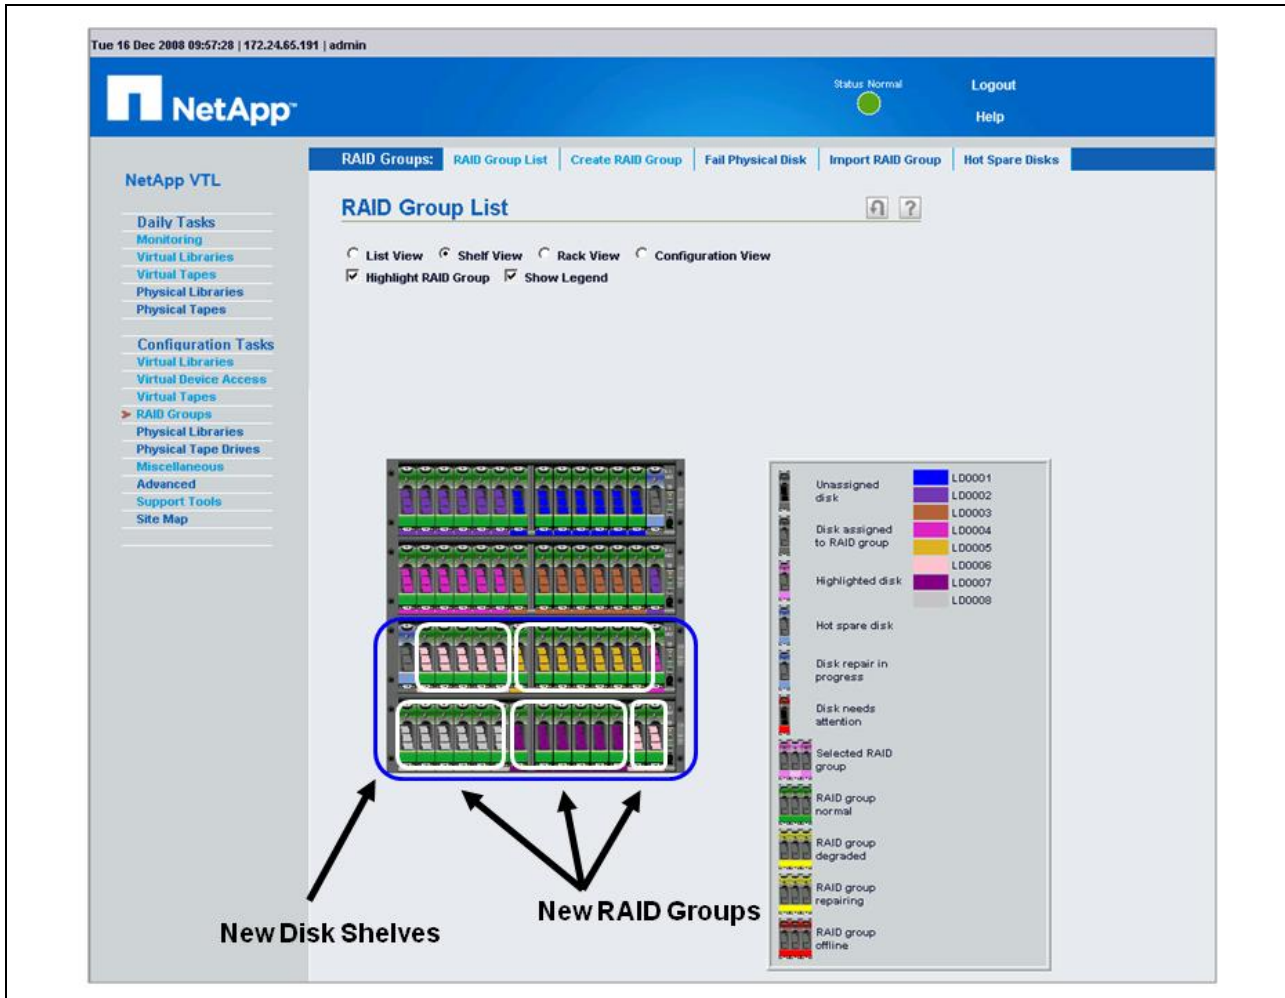 Tue 16 Dec 2008 09:57:28 | 172.24.65.191 | admin
NetApp™
Status Normal
Logout
Help
RAID Groups: RAID Group List Create RAID Group Fail Physical Disk Import RAID Group Hot Spare Disks
NetApp VTL
Daily Tasks
Monitoring
Virtual Libraries
Virtual Tapes
Physical Libraries
Physical Tapes
Configuration Tasks
Virtual Libraries
Virtual Device Access
Virtual Tapes
RAID Groups
Physical Libraries
Physical Tape Drives
Miscellaneous
Advanced
Support Tools
Site Map
RAID Group List
?
List View Shelf View Rack View Configuration View
Highlight RAID Group Show Legend
Unassigned
disk
Disk assigned
to RAID group
Highlighted disk
Hot spare disk
Disk repair in
progress
Disk needs
attention
Selected RAID
group
RAID group
normal
RAID group
degraded
RAID group
repairing
RAID group
offline
LD0001
LD0002
LD0003
LD0004
LD0005
LD0006
LD0007
LD0008
New Disk Shelves
New RAID Groups